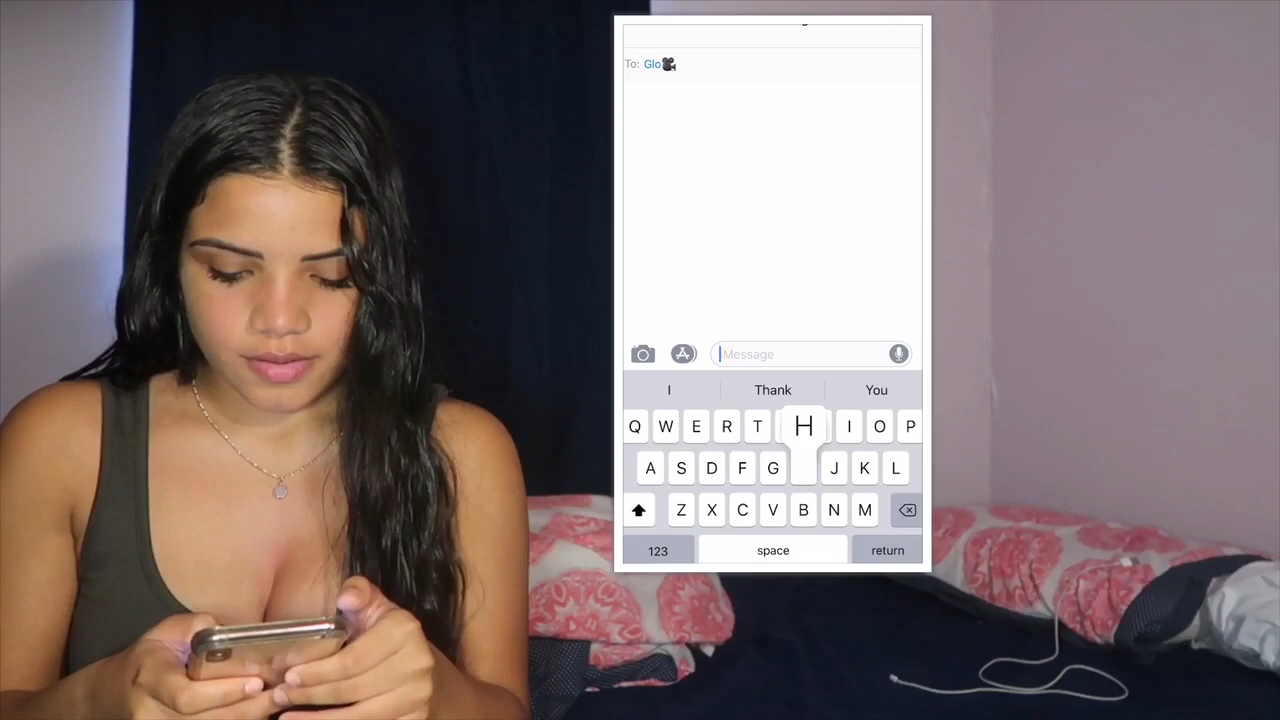 To: Glo🎥
Message
I Thank You
Q W E R T H I O P
A S D F G J K L
Z X C V B N M
123 space return